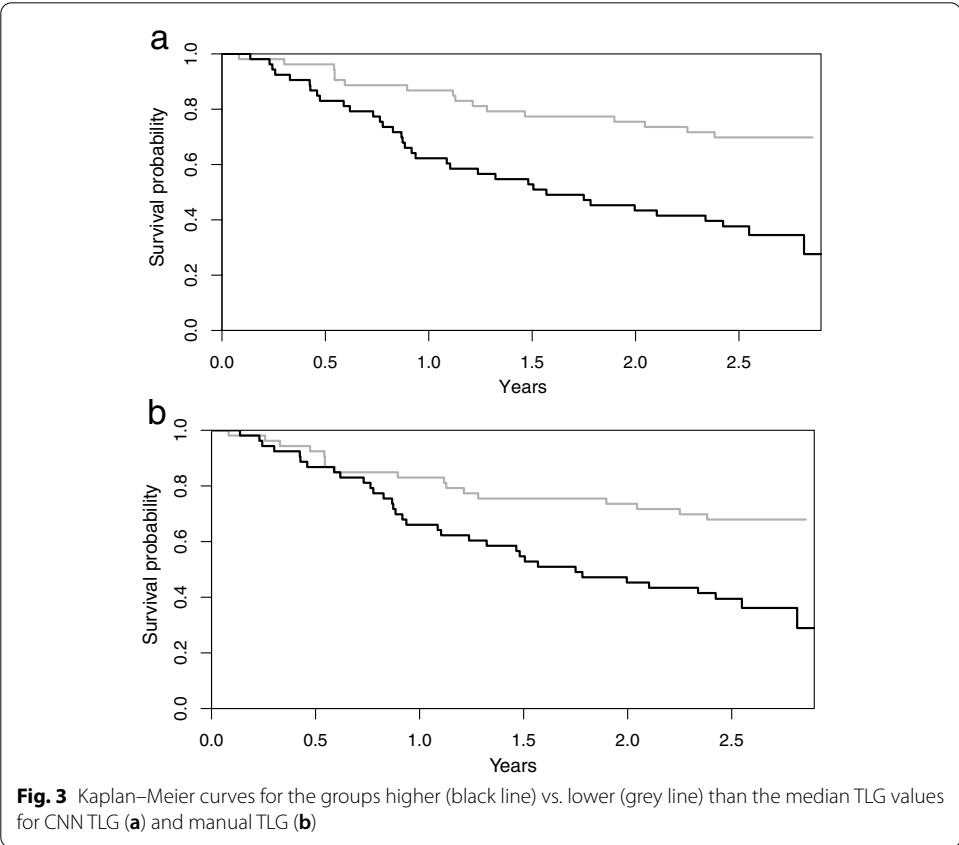 a
1.0
0.8
0.6
0.4
0.2
0.0
Survival probability
0.0 0.5 1.0 1.5 2.0 2.5
Years
b
1.0
0.8
0.6
0.4
0.2
0.0
Survival probability
0.0 0.5 1.0 1.5 2.0 2.5
Years
Fig. 3 Kaplan–Meier curves for the groups higher (black line) vs. lower (grey line) than the median TLG values
for CNN TLG (a) and manual TLG (b)